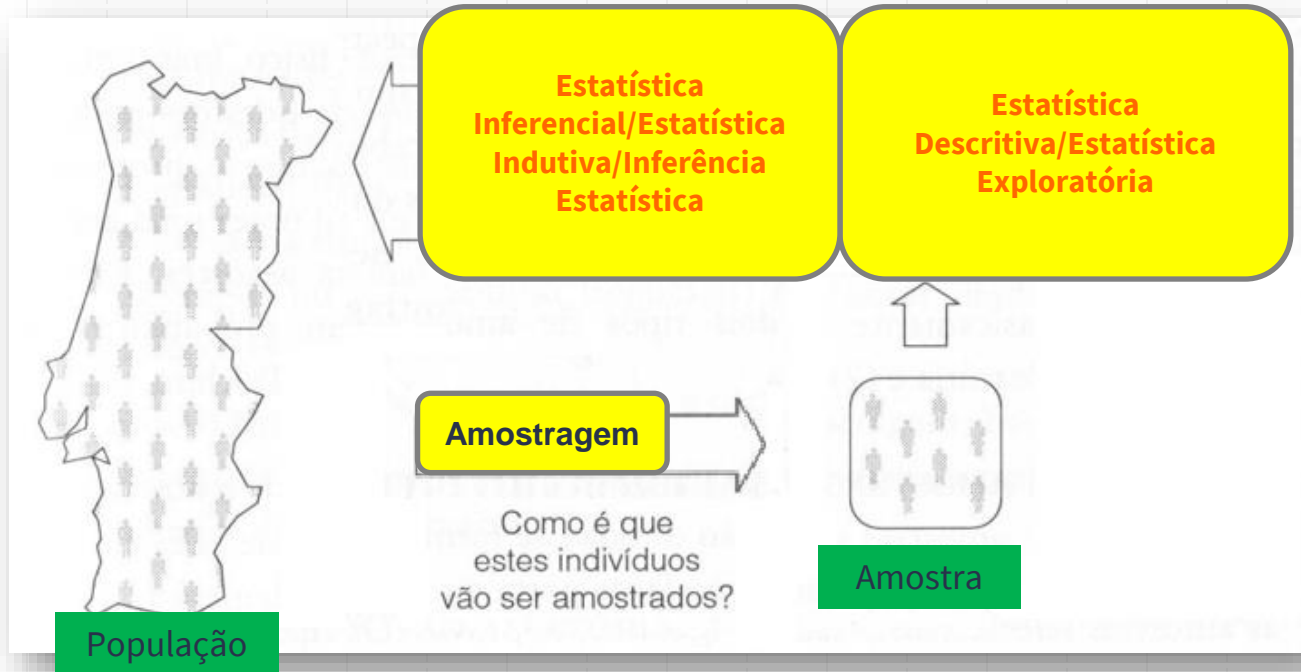 Estatística
Inferencial/Estatística
Indutiva/Inferência
Estatística
Estatística
Descritiva/Estatística
Exploratória
Amostragem
Como é que
estes indivíduos
vão ser amostrados?
Amostra
População